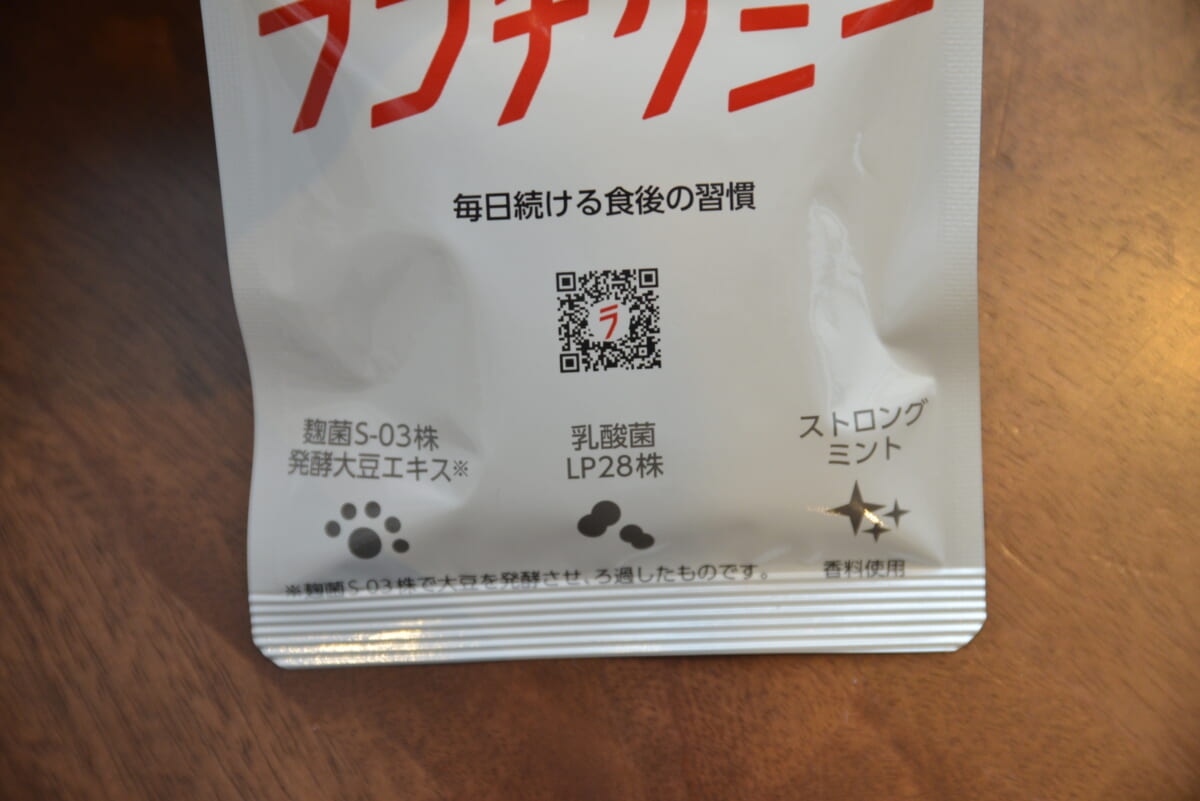 毎日続ける食後の習慣
ラ
麹菌S-03株
発酵大豆エキス※
乳酸菌
LP28株
ストロング
ミント
※麹菌S-03株で大豆を発酵させ、ろ過したものです。
香料使用